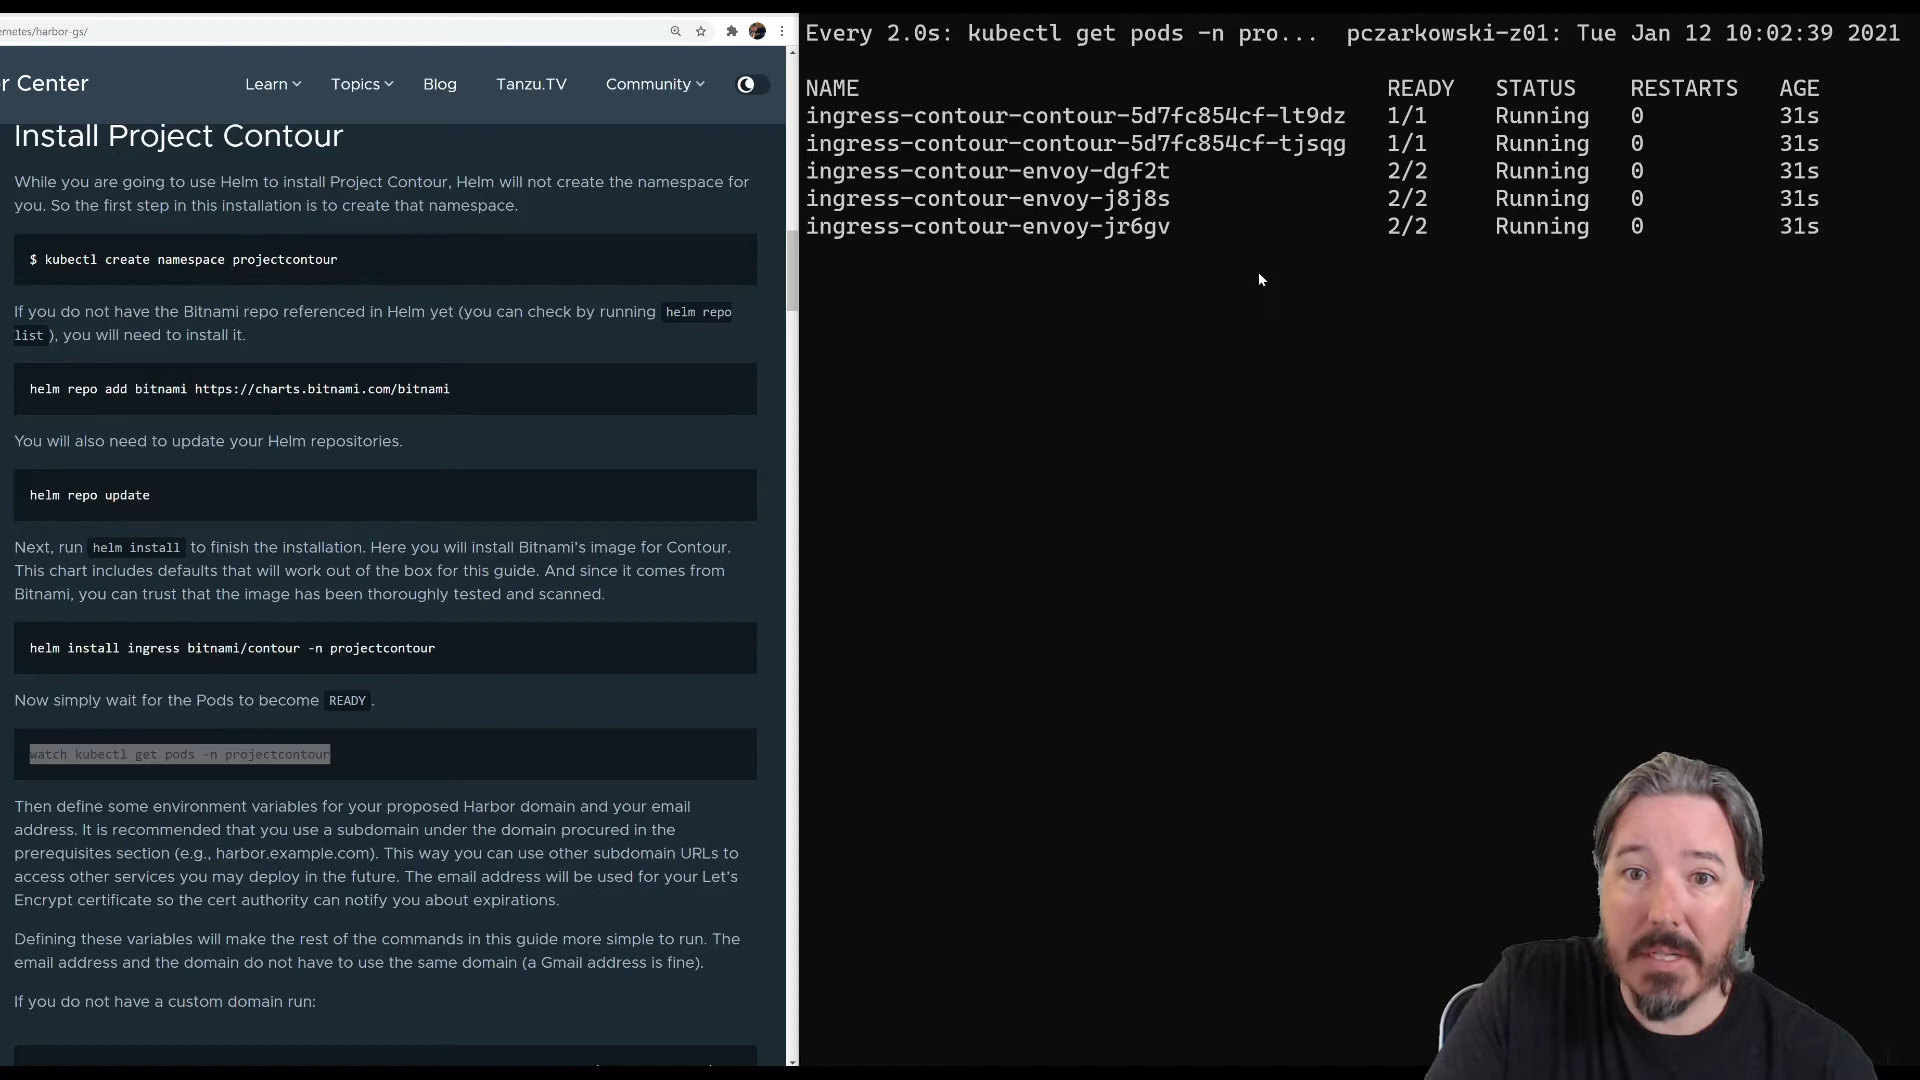 ernetes/harbor-gs/
r Center
Learn
Topics
Blog
Tanzu.TV
Community
Install Project Contour
While you are going to use Helm to install Project Contour, Helm will not create the namespace for
you. So the first step in this installation is to create that namespace.
$ kubectl create namespace projectcontour
If you do not have the Bitnami repo referenced in Helm yet (you can check by running helm repo
list ), you will need to install it.
helm repo add bitnami https://charts.bitnami.com/bitnami
You will also need to update your Helm repositories.
helm repo update
Next, run helm install to finish the installation. Here you will install Bitnami’s image for Contour.
This chart includes defaults that will work out of the box for this guide. And since it comes from
Bitnami, you can trust that the image has been thoroughly tested and scanned.
helm install ingress bitnami/contour -n projectcontour
Now simply wait for the Pods to become READY .
watch kubectl get pods -n projectcontour
Then define some environment variables for your proposed Harbor domain and your email
address. It is recommended that you use a subdomain under the domain procured in the
prerequisites section (e.g., harbor.example.com). This way you can use other subdomain URLs to
access other services you may deploy in the future. The email address will be used for your Let’s
Encrypt certificate so the cert authority can notify you about expirations.
Defining these variables will make the rest of the commands in this guide more simple to run. The
email address and the domain do not have to use the same domain (a Gmail address is fine).
If you do not have a custom domain run:
Every 2.0s: kubectl get pods -n pro... pczarkowski-z01: Tue Jan 12 10:02:39 2021
NAME READY STATUS RESTARTS AGE
ingress-contour-contour-5d7fc854cf-lt9dz 1/1 Running 0 31s
ingress-contour-contour-5d7fc854cf-tjsqg 1/1 Running 0 31s
ingress-contour-envoy-dgf2t 2/2 Running 0 31s
ingress-contour-envoy-j8j8s 2/2 Running 0 31s
ingress-contour-envoy-jr6gv 2/2 Running 0 31s